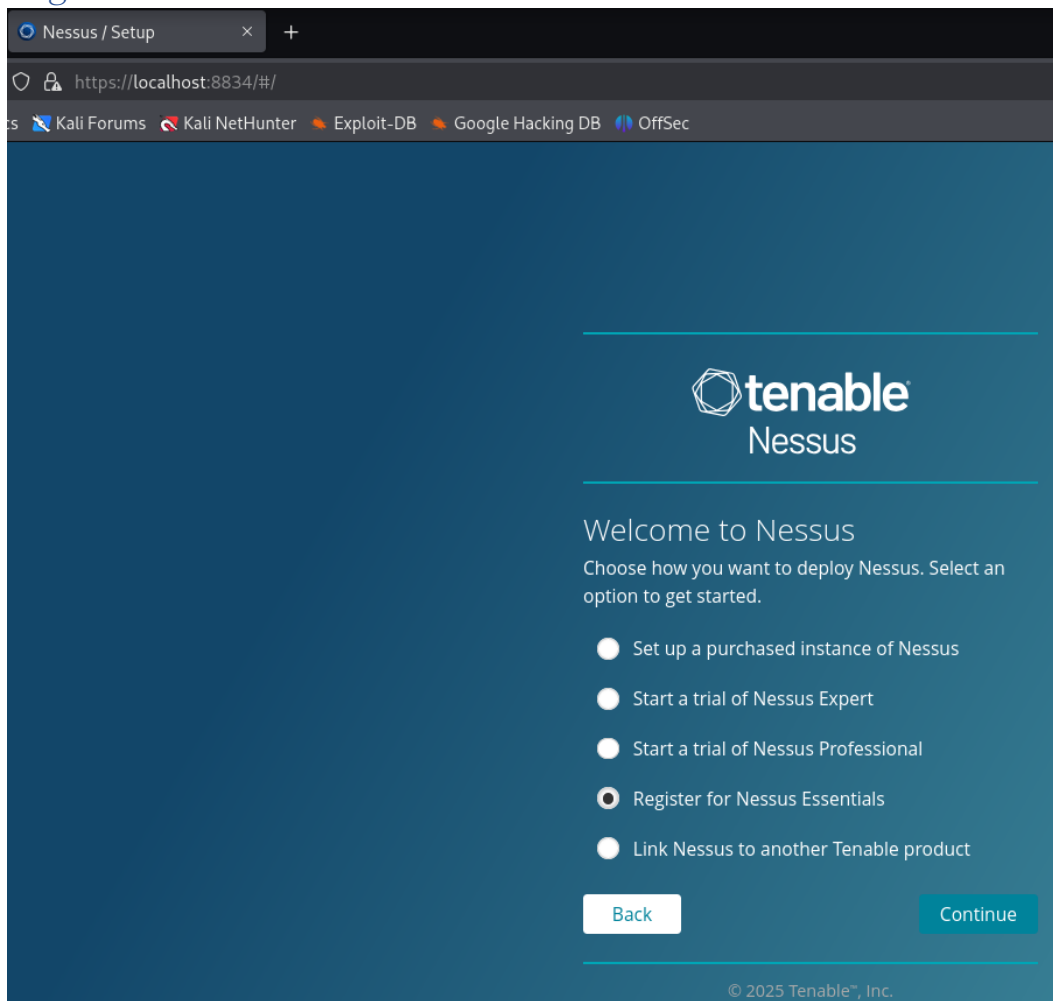 Nessus / Setup × +
https://localhost:8834/#/
ts Kali Forums Kali NetHunter Exploit-DB Google Hacking DB OffSec
tenable
Nessus
Welcome to Nessus
Choose how you want to deploy Nessus. Select an
option to get started.
Set up a purchased instance of Nessus
Start a trial of Nessus Expert
Start a trial of Nessus Professional
Register for Nessus Essentials
Link Nessus to another Tenable product
Back Continue
© 2025 Tenable™, Inc.